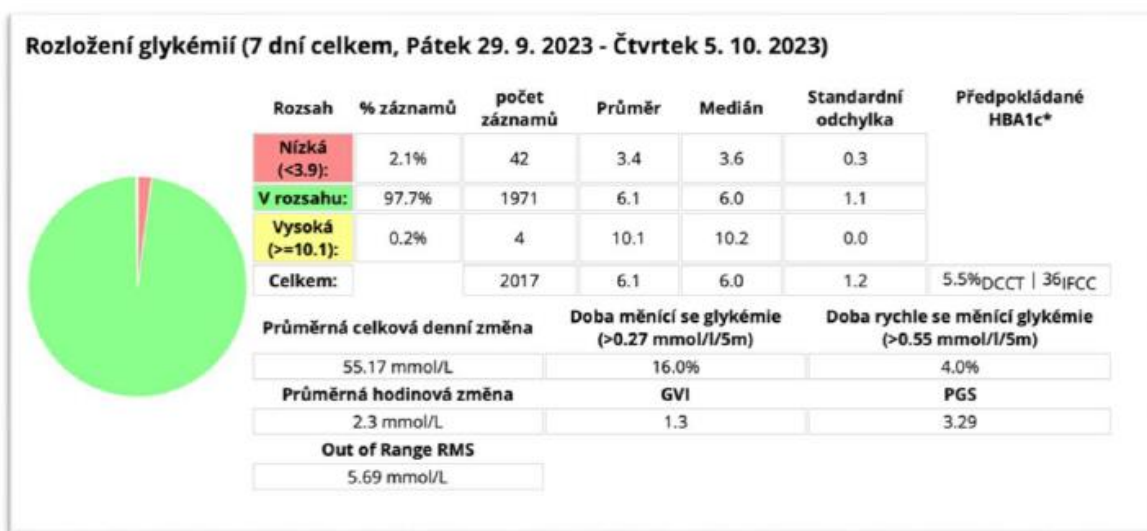 Rozložení glykémií (7 dní celkem, Pátek 29. 9. 2023 - Čtvrtek 5. 10. 2023)
Rozsah % záznamů počet záznamů Průměr Medián Standardní odchylka Předpokládané HBA1c*
Nízká (<3.9): 2.1% 42 3.4 3.6 0.3
V rozsahu: 97.7% 1971 6.1 6.0 1.1
Vysoká (>=10.1): 0.2% 4 10.1 10.2 0.0
Celkem: 2017 6.1 6.0 1.2 5.5%DCCT | 36IFCC
Průměrná celková denní změna Doba měnící se glykémie (>0.27 mmol/l/5m) Doba rychle se měnící glykémie (>0.55 mmol/l/5m)
55.17 mmol/L 16.0% 4.0%
Průměrná hodinová změna GVI PGS
2.3 mmol/L 1.3 3.29
Out of Range RMS
5.69 mmol/L